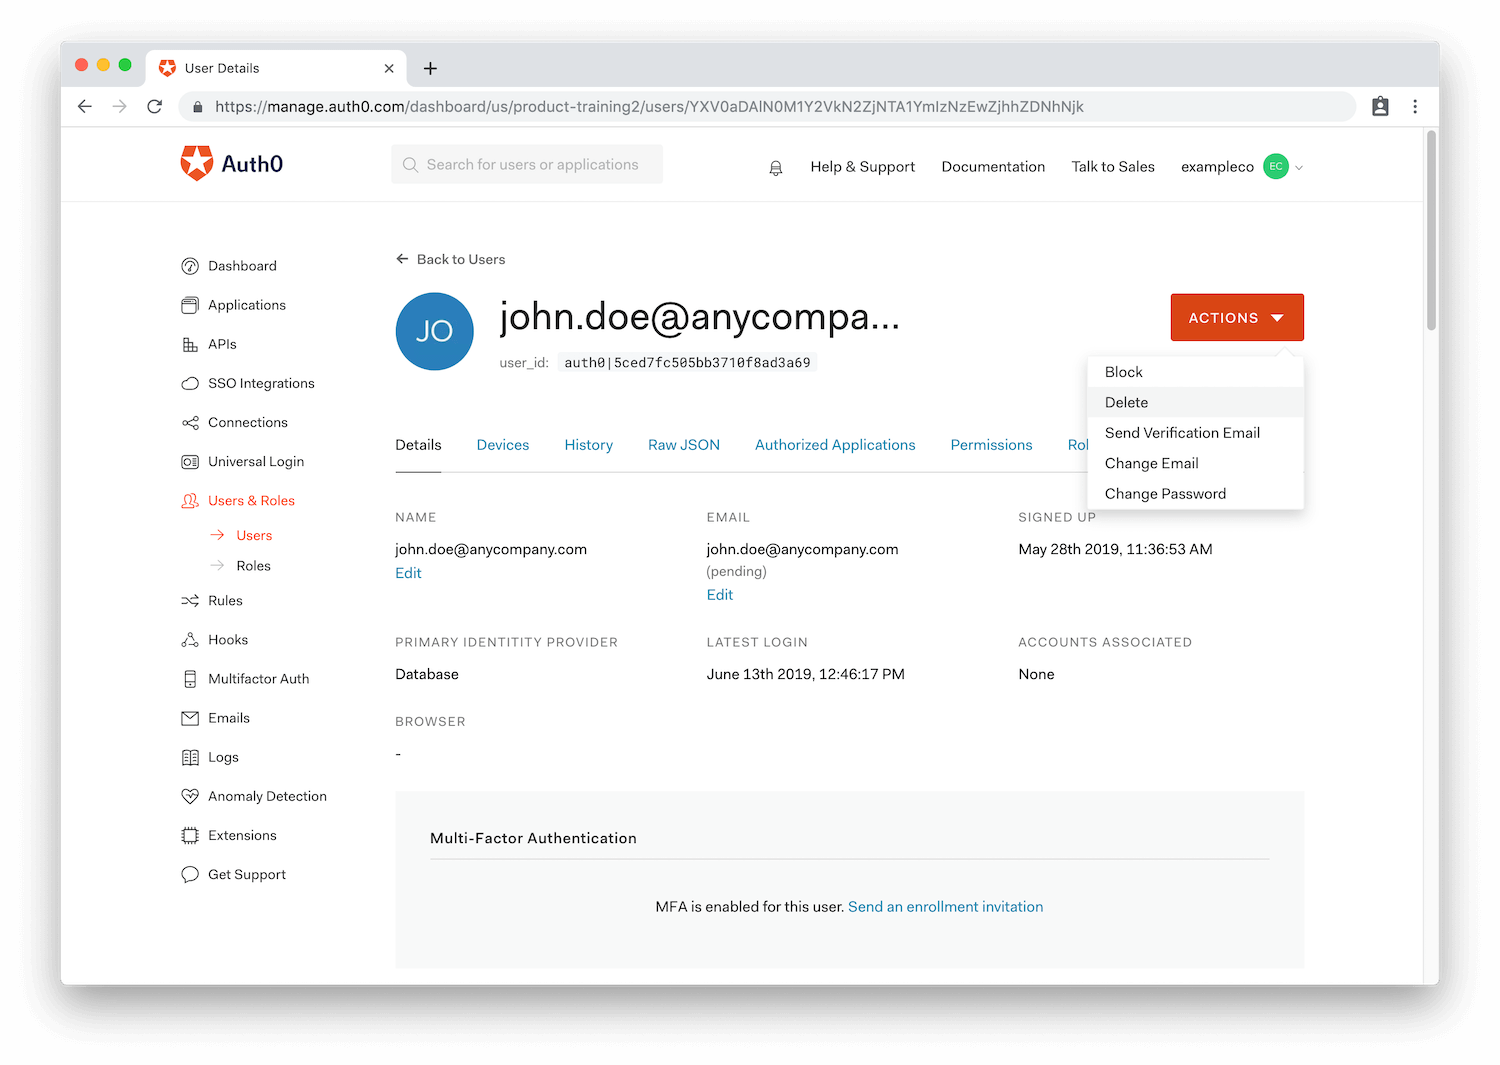 User Details
https://manage.auth0.com/dashboard/us/product-training2/users/YXV0aDAlN0M1Y2VkN2ZjNTA1YmIzNzEwZjhhZDNhNjk
Auth0
Search for users or applications
Help & Support
Documentation
Talk to Sales
exampleco
EC
Dashboard
Applications
APIs
SSO Integrations
Connections
Universal Login
Users & Roles
Users
Roles
Rules
Hooks
Multifactor Auth
Emails
Logs
Anomaly Detection
Extensions
Get Support
Back to Users
JO
john.doe@anycompa...
user_id: auth0|5ced7fc505bb3710f8ad3a69
ACTIONS
Block
Delete
Send Verification Email
Change Email
Change Password
Details
Devices
History
Raw JSON
Authorized Applications
Permissions
NAME
john.doe@anycompany.com
Edit
EMAIL
john.doe@anycompany.com
(pending)
Edit
SIGNED UP
May 28th 2019, 11:36:53 AM
PRIMARY IDENTITITY PROVIDER
Database
LATEST LOGIN
June 13th 2019, 12:46:17 PM
ACCOUNTS ASSOCIATED
None
BROWSER
-
Multi-Factor Authentication
MFA is enabled for this user. Send an enrollment invitation